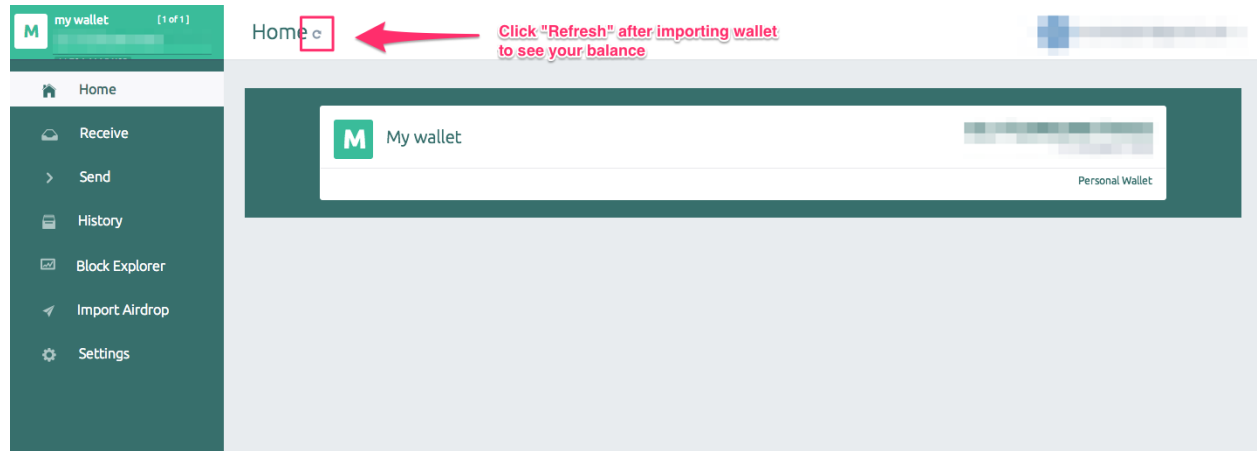 M
my wallet
[1 of 1]
Home
Click "Refresh" after importing wallet
to see your balance
Home
Receive
Send
History
Block Explorer
Import Airdrop
Settings
M
My wallet
Personal Wallet